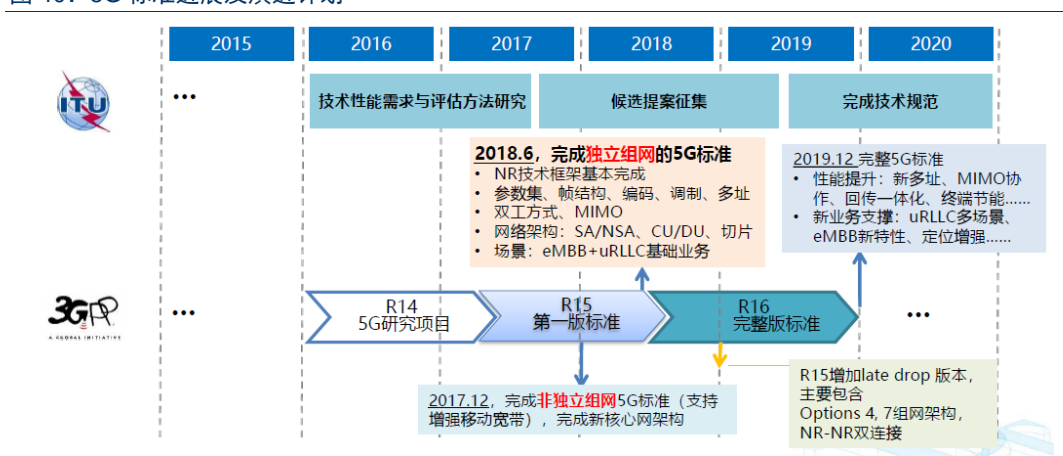 2015 2016 2017 2018 2019 2020
ITU
...
技术性能需求与评估方法研究
候选提案征集
完成技术规范
2018.6，完成独立组网的5G标准
• NR技术框架基本完成
• 参数集、帧结构、编码、调制、多址
• 双工方式、MIMO
• 网络架构：SA/NSA、CU/DU、切片
• 场景：eMBB+uRLLC基础业务
2019.12 完整5G标准
• 性能提升：新多址、MIMO协
作、回传一体化、终端节能......
• 新业务支撑：uRLLC多场景、
eMBB新特性、定位增强......
3GPP
A GLOBAL INITIATIVE
...
R14
5G研究项目
R15
第一版标准
R16
完整版标准
...
2017.12，完成非独立组网5G标准（支持
增强移动宽带），完成新核心网架构
R15增加late drop 版本，
主要包含
Options 4, 7组网架构，
NR-NR双连接